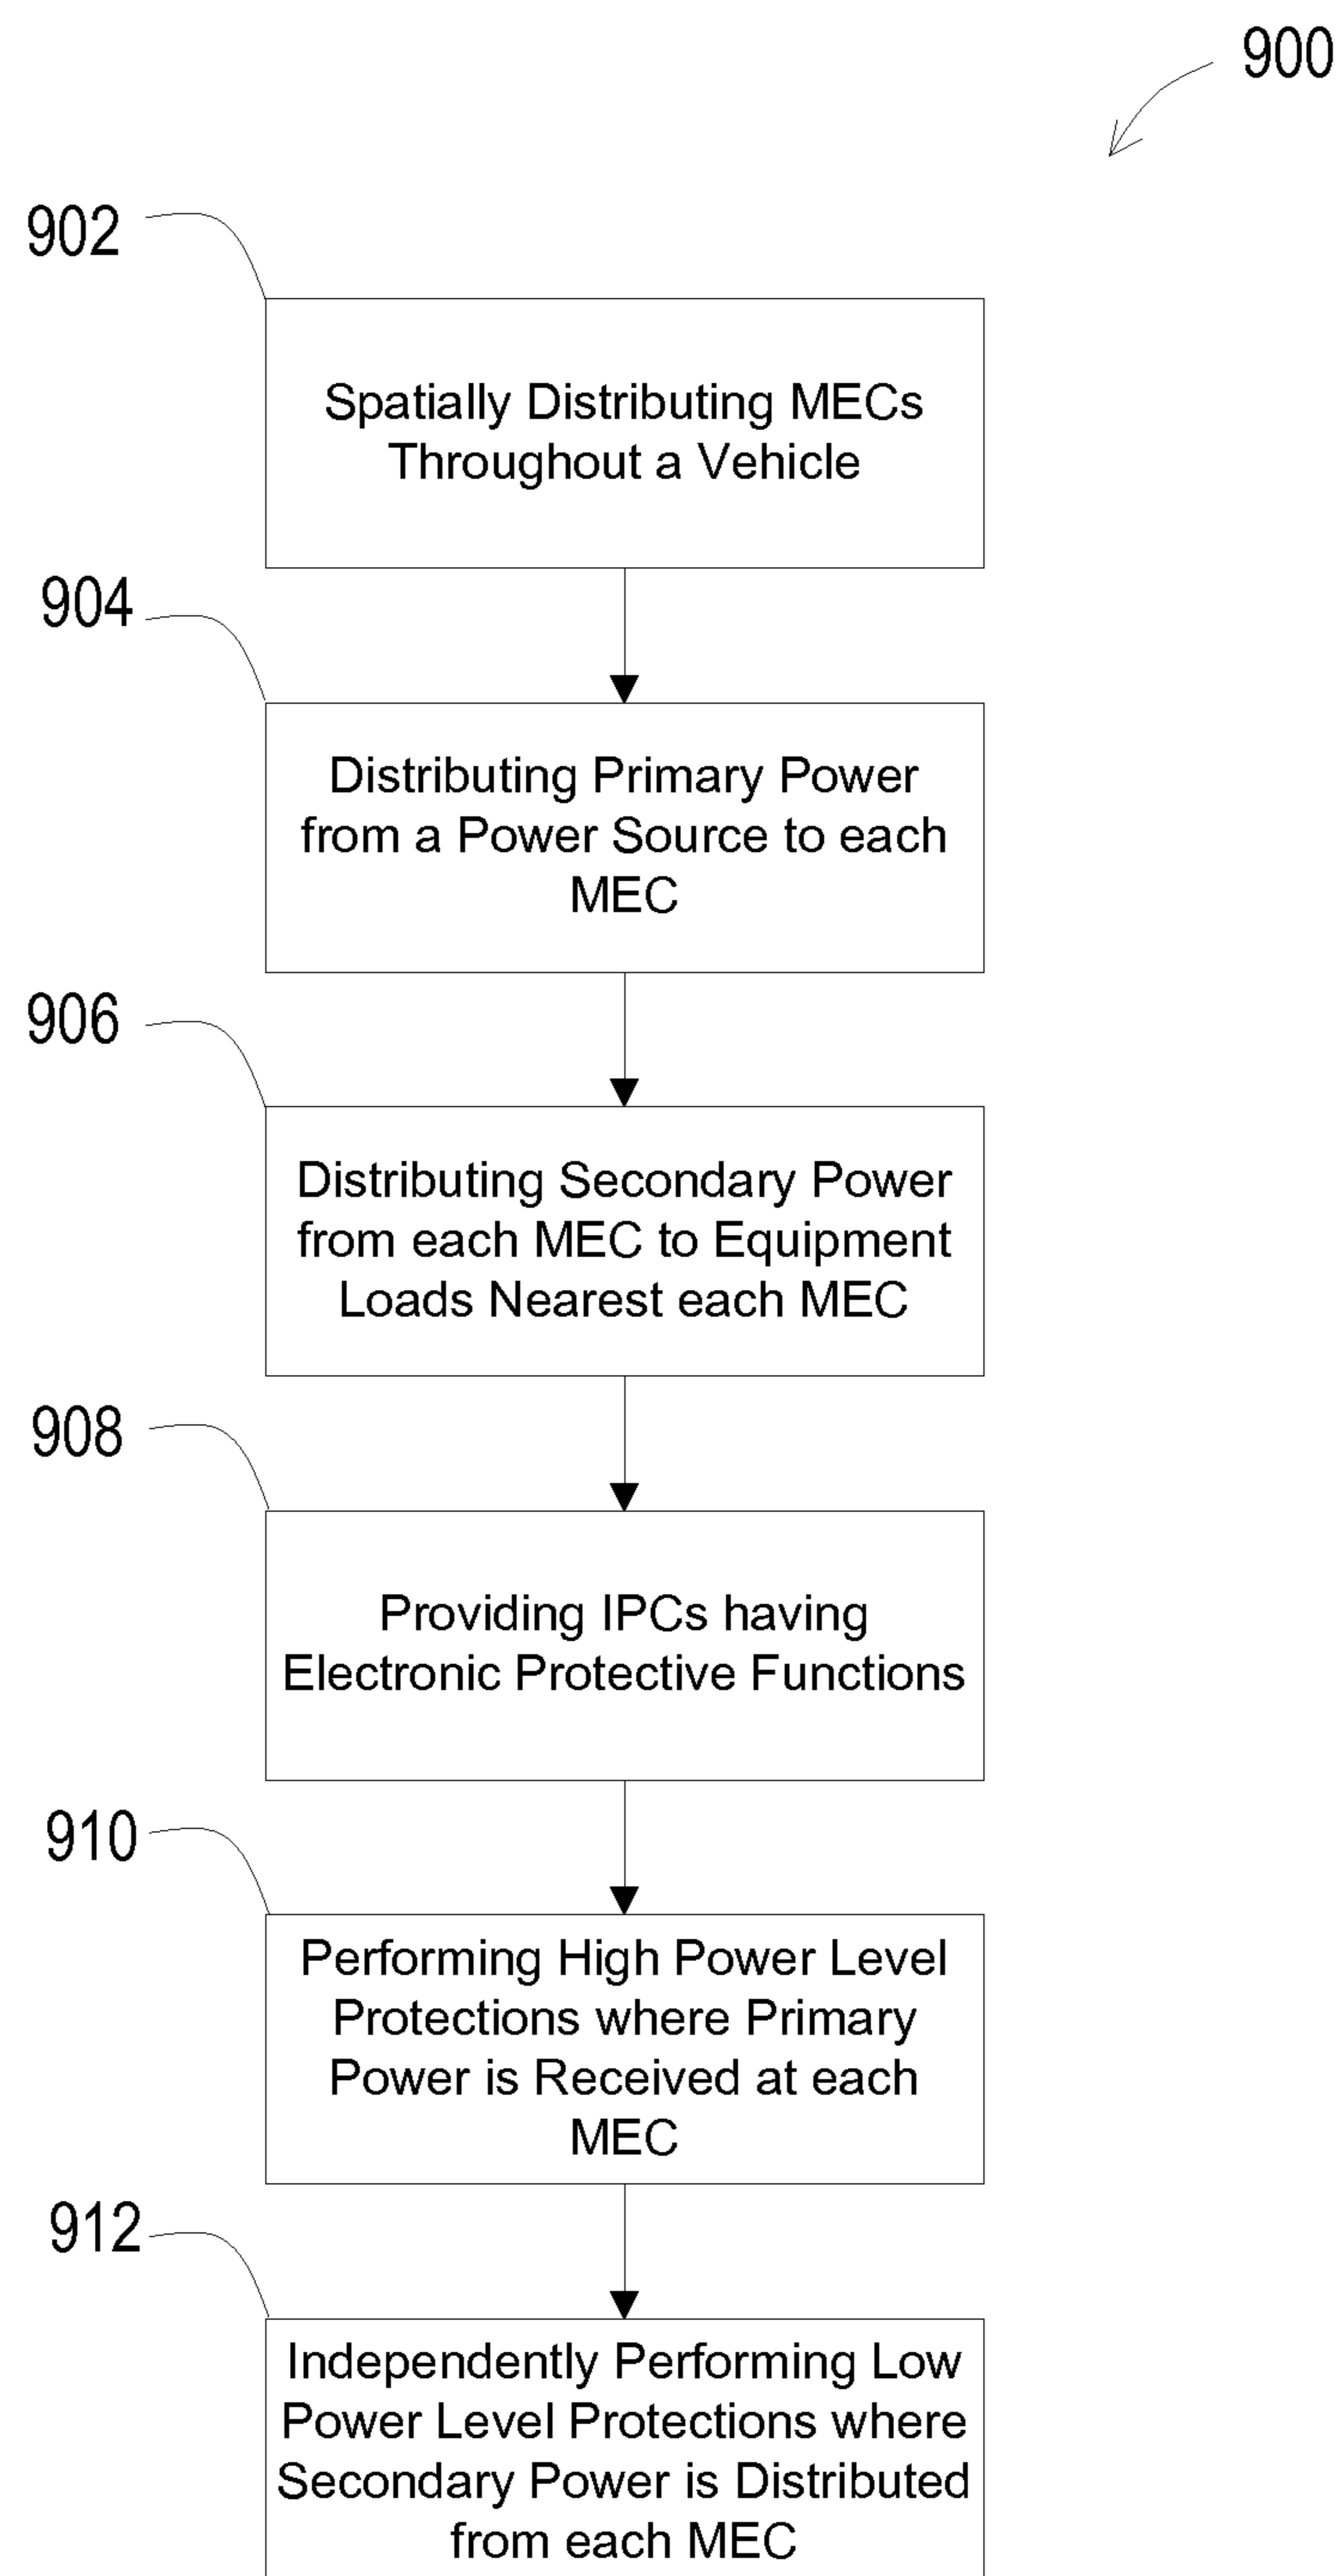 900
902
Spatially Distributing MECs
Throughout a Vehicle
904
Distributing Primary Power
from a Power Source to each
MEC
906
Distributing Secondary Power
from each MEC to Equipment
Loads Nearest each MEC
908
Providing IPCs having
Electronic Protective Functions
910
Performing High Power Level
Protections where Primary
Power is Received at each
MEC
912
Independently Performing Low
Power Level Protections where
Secondary Power is Distributed
from each MEC